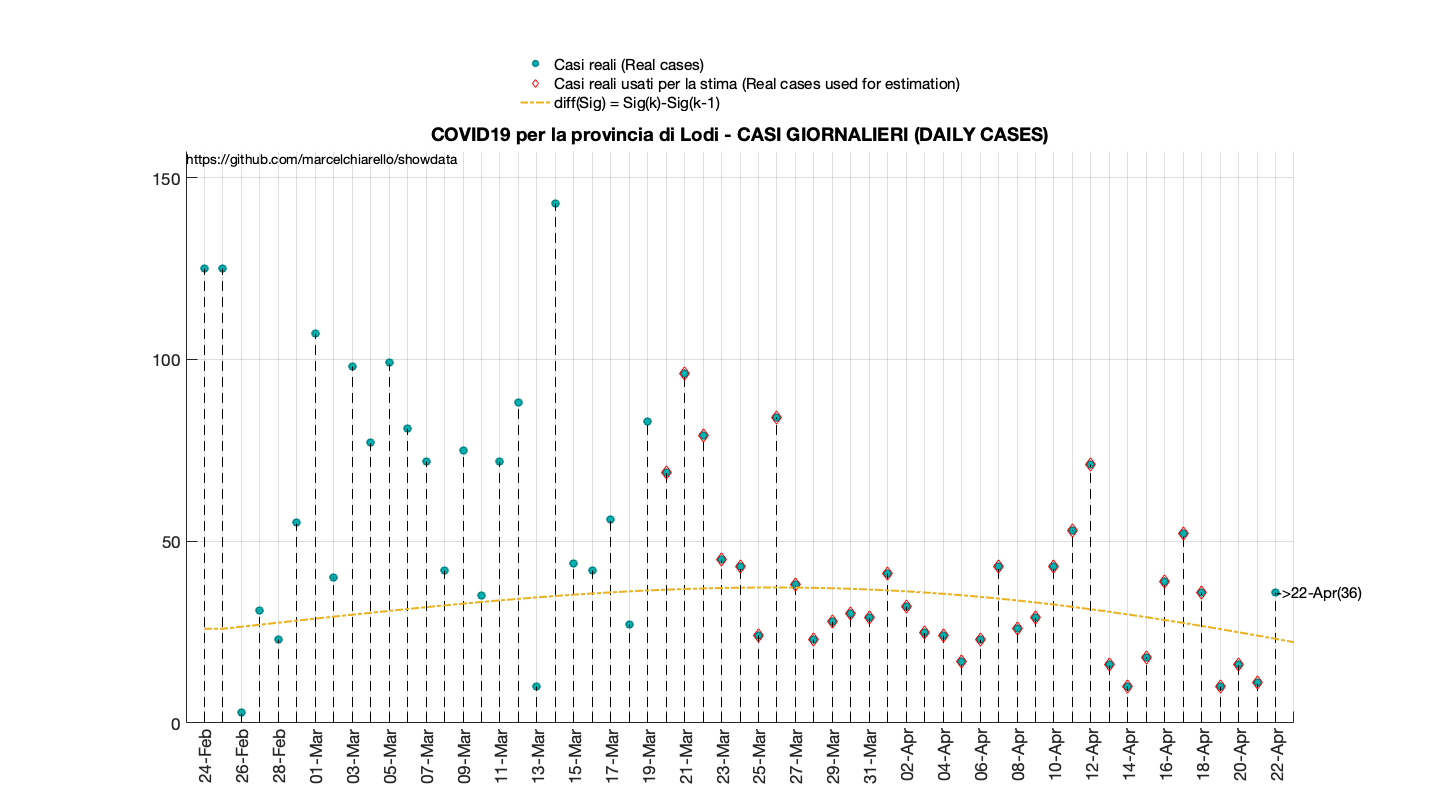 Casi reali (Real cases)
Casi reali usati per la stima (Real cases used for estimation)
diff(Sig) = Sig(k)-Sig(k-1)
COVID19 per la provincia di Lodi - CASI GIORNALIERI (DAILY CASES)
https://github.com/marcelchiarello/showdata
150
100
50
0
->22-Apr(36)
24-Feb
26-Feb
28-Feb
01-Mar
03-Mar
05-Mar
07-Mar
09-Mar
11-Mar
13-Mar
15-Mar
17-Mar
19-Mar
21-Mar
23-Mar
25-Mar
27-Mar
29-Mar
31-Mar
02-Apr
04-Apr
06-Apr
08-Apr
10-Apr
12-Apr
14-Apr
16-Apr
18-Apr
20-Apr
22-Apr